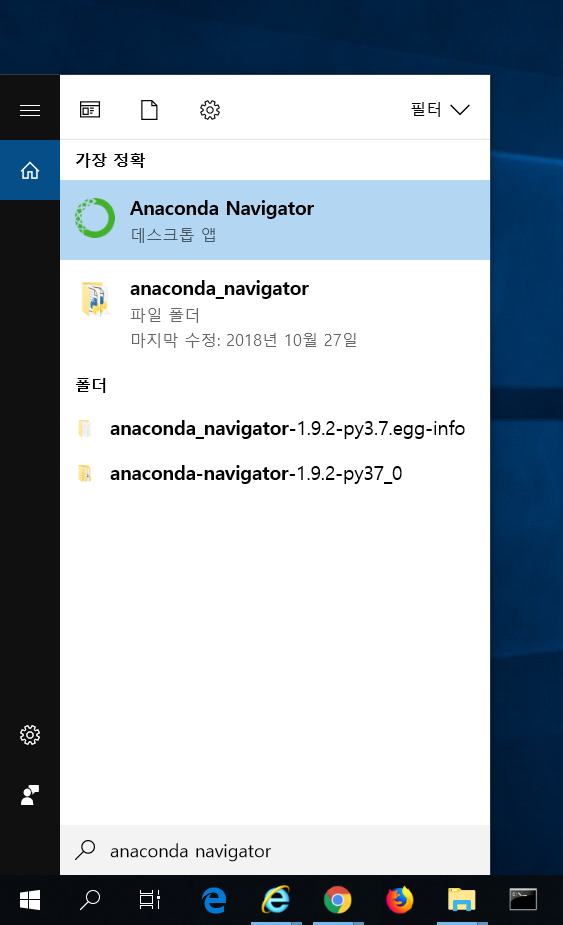 필터
가장 정확
Anaconda Navigator
데스크톱 앱
anaconda_navigator
파일 폴더
마지막 수정: 2018년 10월 27일
폴더
anaconda_navigator-1.9.2-py3.7.egg-info
anaconda-navigator-1.9.2-py37_0
anaconda navigator